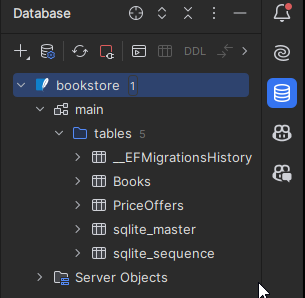 Database
DDL
bookstore 1
main
tables 5
__EFMigrationsHistory
Books
PriceOffers
sqlite_master
sqlite_sequence
Server Objects